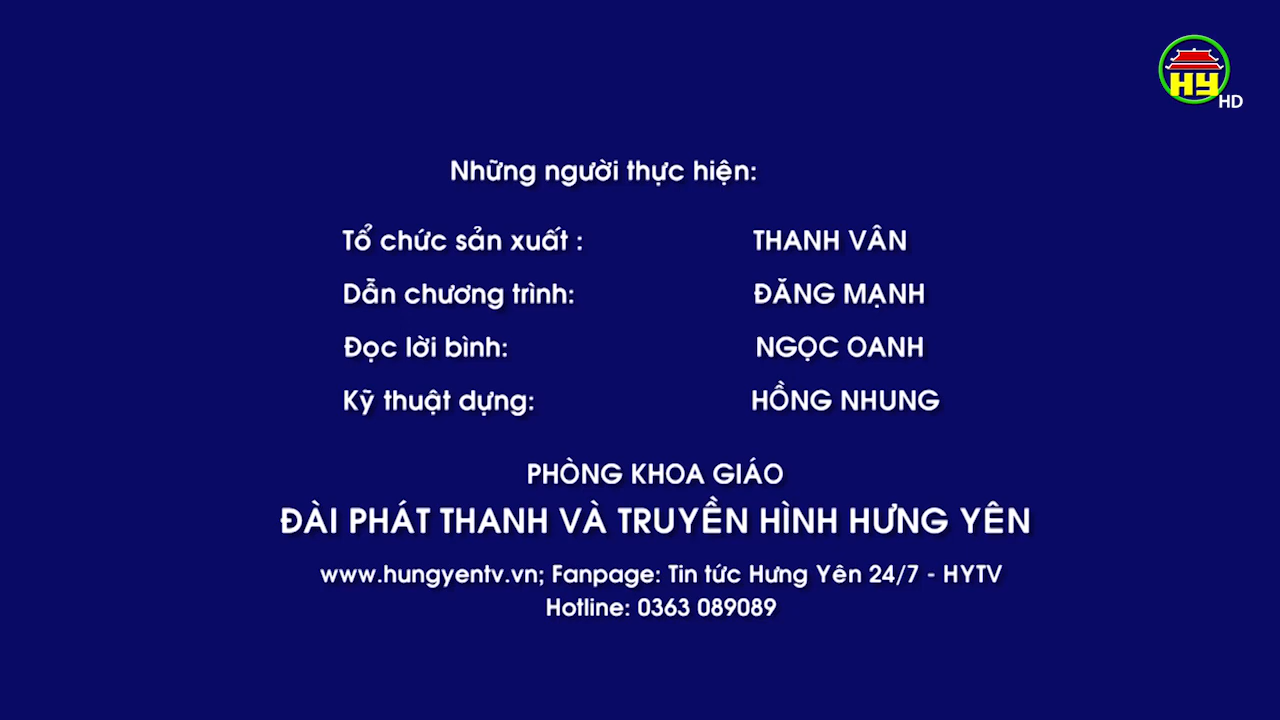 HY
HD
Những người thực hiện:
Tổ chức sản xuất : THANH VÂN
Dẫn chương trình: ĐĂNG MẠNH
Đọc lời bình: NGỌC OANH
Kỹ thuật dựng: HỒNG NHUNG
PHÒNG KHOA GIÁO
ĐÀI PHÁT THANH VÀ TRUYỀN HÌNH HƯNG YÊN
www.hungyentv.vn; Fanpage: Tin tức Hưng Yên 24/7 - HYTV
Hotline: 0363 089089